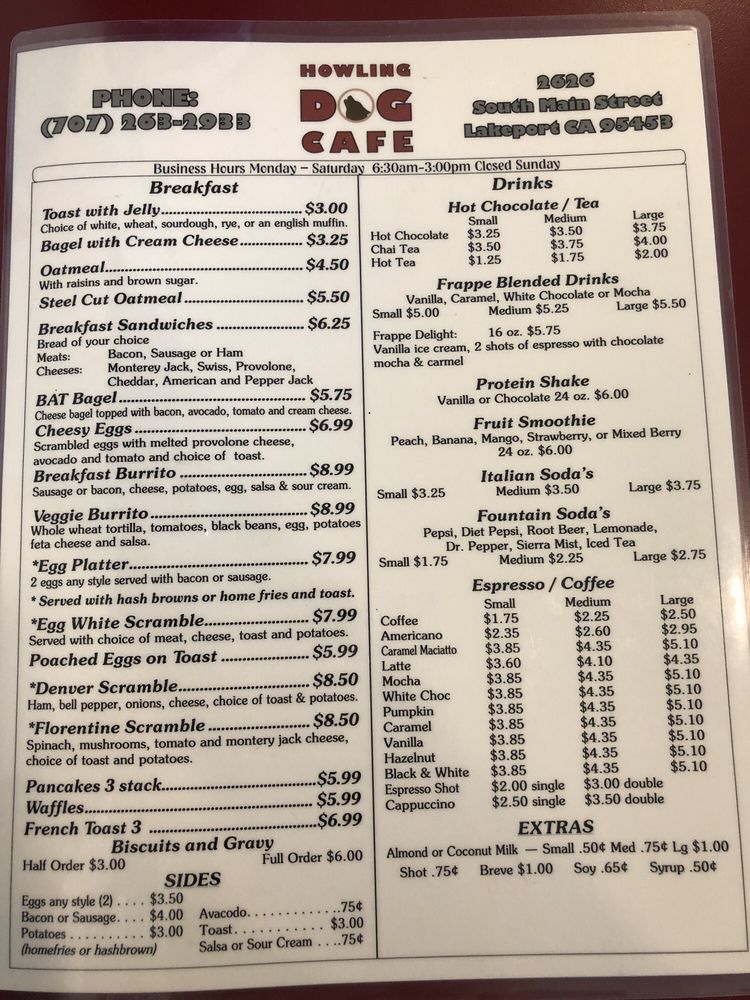 PHONE:
(707) 263-2933
HOWLING
DOG
CAFE
2626
South Main Street
Lakeport CA 95453
Business Hours Monday – Saturday 6:30am-3:00pm Closed Sunday
Breakfast
Toast with Jelly.............................. $3.00
Choice of white, wheat, sourdough, rye, or an english muffin.
Bagel with Cream Cheese............. $3.25
Oatmeal.......................................... $4.50
With raisins and brown sugar.
Steel Cut Oatmeal......................... $5.50
Breakfast Sandwiches ................... $6.25
Bread of your choice
Meats: Bacon, Sausage or Ham
Cheeses: Monterey Jack, Swiss, Provolone,
Cheddar, American and Pepper Jack
BAT Bagel........................................ $5.75
Cheese bagel topped with bacon, avocado, tomato and cream cheese.
Cheesy Eggs.................................... $6.99
Scrambled eggs with melted provolone cheese,
avocado and tomato and choice of toast.
Breakfast Burrito ........................... $8.99
Sausage or bacon, cheese, potatoes, egg, salsa & sour cream.
Veggie Burrito................................. $8.99
Whole wheat tortilla, tomatoes, black beans, egg, potatoes
feta cheese and salsa.
*Egg Platter..................................... $7.99
2 eggs any style served with bacon or sausage.
* Served with hash browns or home fries and toast.
*Egg White Scramble...................... $7.99
Served with choice of meat, cheese, toast and potatoes.
Poached Eggs on Toast .................. $5.99
*Denver Scramble........................... $8.50
Ham, bell pepper, onions, cheese, choice of toast & potatoes.
*Florentine Scramble ..................... $8.50
Spinach, mushrooms, tomato and montery jack cheese,
choice of toast and potatoes.
Pancakes 3 stack................................$5.99
Waffles............................................... $5.99
French Toast 3 ..................................$6.99
Biscuits and Gravy
Half Order $3.00 Full Order $6.00
SIDES
Eggs any style (2) . . . . $3.50
Bacon or Sausage. . . . $4.00
Potatoes . . . . . . . . . . $3.00
(homefries or hashbrown)
Avacodo. . . . . . . . . . . ..75¢
Toast. . . . . . . . . . . . $3.00
Salsa or Sour Cream . . ..75¢
Drinks
Hot Chocolate / Tea
Small Medium Large
Hot Chocolate $3.25 $3.50 $3.75
Chai Tea $3.50 $3.75 $4.00
Hot Tea $1.25 $1.75 $2.00
Frappe Blended Drinks
Vanilla, Caramel, White Chocolate or Mocha
Small $5.00 Medium $5.25 Large $5.50
Frappe Delight: 16 oz. $5.75
Vanilla ice cream, 2 shots of espresso with chocolate
mocha & carmel
Protein Shake
Vanilla or Chocolate 24 oz. $6.00
Fruit Smoothie
Peach, Banana, Mango, Strawberry, or Mixed Berry
24 oz. $6.00
Italian Soda's
Small $3.25 Medium $3.50 Large $3.75
Fountain Soda's
Pepsi, Diet Pepsi, Root Beer, Lemonade,
Dr. Pepper, Sierra Mist, Iced Tea
Small $1.75 Medium $2.25 Large $2.75
Espresso / Coffee
Small Medium Large
Coffee $1.75 $2.25 $2.50
Americano $2.35 $2.60 $2.95
Caramel Maciatto $3.85 $4.35 $5.10
Latte $3.60 $4.10 $4.35
Mocha $3.85 $4.35 $5.10
White Choc $3.85 $4.35 $5.10
Pumpkin $3.85 $4.35 $5.10
Caramel $3.85 $4.35 $5.10
Vanilla $3.85 $4.35 $5.10
Hazelnut $3.85 $4.35 $5.10
Black & White $3.85 $4.35 $5.10
Espresso Shot $2.00 single $3.00 double
Cappuccino $2.50 single $3.50 double
EXTRAS
Almond or Coconut Milk — Small .50¢ Med .75¢ Lg $1.00
Shot .75¢ Breve $1.00 Soy .65¢ Syrup .50¢